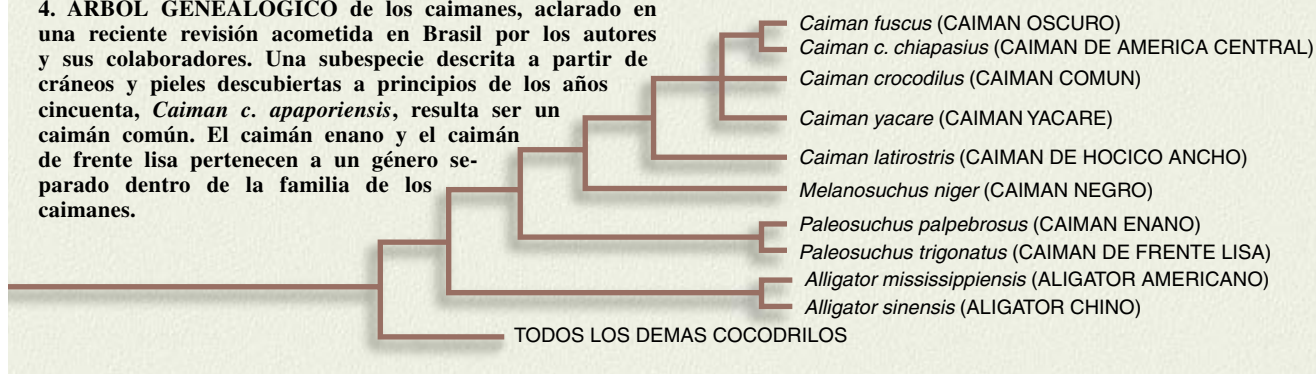 4. ARBOL GENEALOGICO de los caimanes, aclarado en
una reciente revisión acometida en Brasil por los autores
y sus colaboradores. Una subespecie descrita a partir de
cráneos y pieles descubiertas a principios de los años
cincuenta, Caiman c. apaporiensis, resulta ser un
caimán común. El caimán enano y el caimán
de frente lisa pertenecen a un género se-
parado dentro de la familia de los
caimanes.
Caiman fuscus (CAIMAN OSCURO)
Caiman c. chiapasius (CAIMAN DE AMERICA CENTRAL)
Caiman crocodilus (CAIMAN COMUN)
Caiman yacare (CAIMAN YACARE)
Caiman latirostris (CAIMAN DE HOCICO ANCHO)
Melanosuchus niger (CAIMAN NEGRO)
Paleosuchus palpebrosus (CAIMAN ENANO)
Paleosuchus trigonatus (CAIMAN DE FRENTE LISA)
Alligator mississippiensis (ALIGATOR AMERICANO)
Alligator sinensis (ALIGATOR CHINO)
TODOS LOS DEMAS COCODRILOS